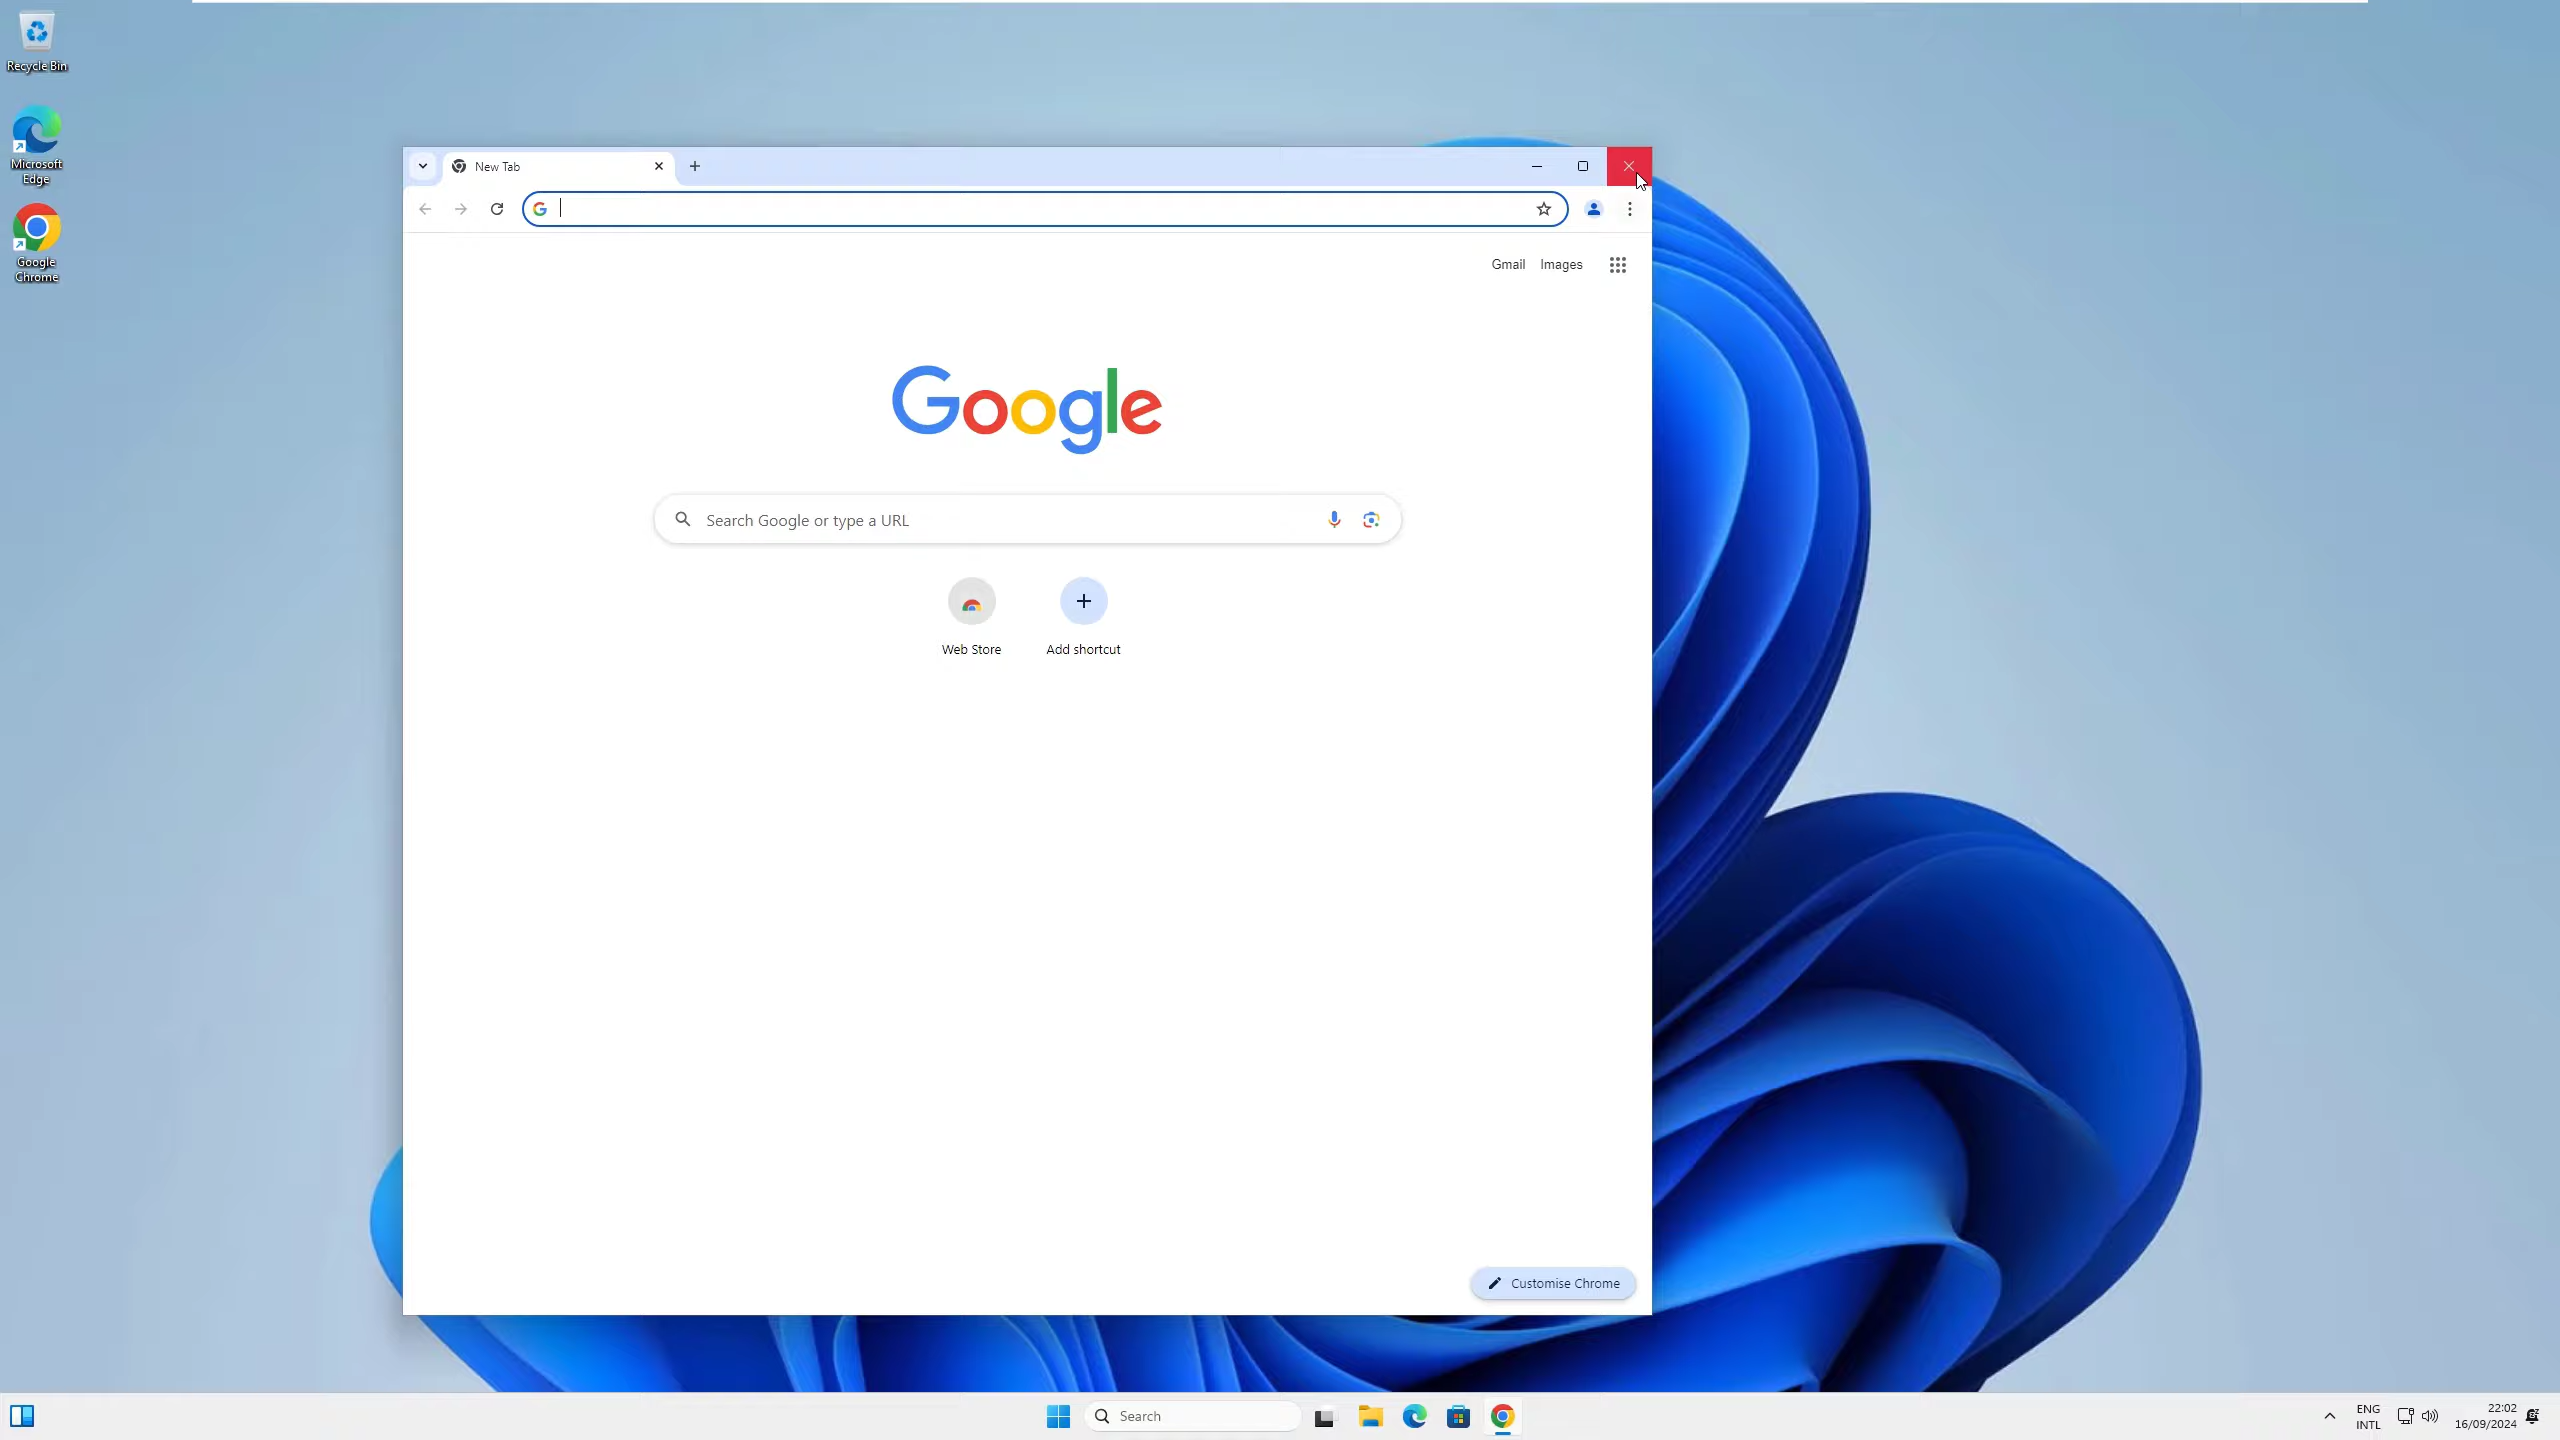 Recycle Bin
Microsoft
Edge
Google
Chrome
New Tab
Gmail Images
Google
Search Google or type a URL
Web Store Add shortcut
Customise Chrome
Search
ENG
INTL
22:02
16/09/2024